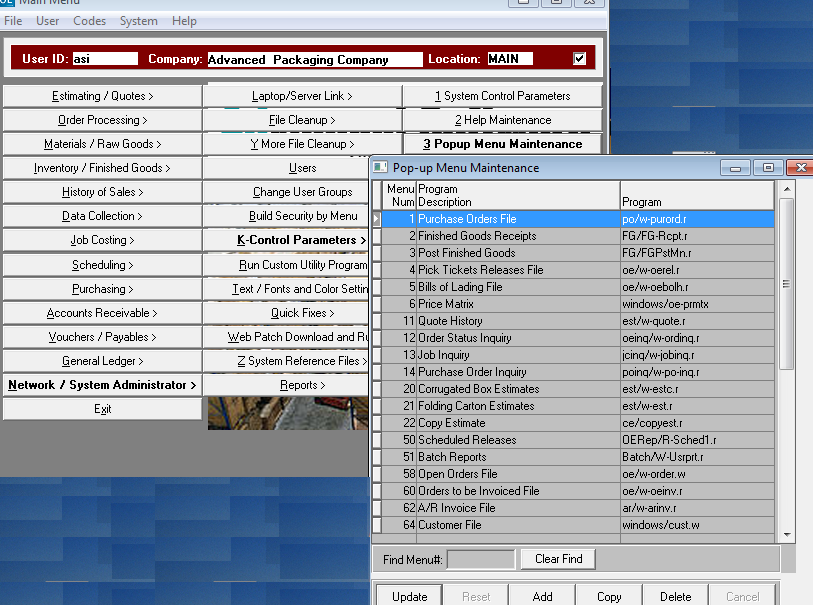 Main Menu
File User Codes System Help
User ID: asi Company: Advanced Packaging Company Location: MAIN
Estimating / Quotes >
Order Processing >
Materials / Raw Goods >
Inventory / Finished Goods >
History of Sales >
Data Collection >
Job Costing >
Scheduling >
Purchasing >
Accounts Receivable >
Vouchers / Payables >
General Ledger >
Network / System Administrator >
Exit
Laptop/Server Link >
File Cleanup >
Y More File Cleanup >
Users
Change User Groups
Build Security by Menu
K-Control Parameters >
Run Custom Utility Program
Text / Fonts and Color Settin
Quick Fixes >
Web Patch Download and Ru
Z System Reference Files >
Reports >
1 System Control Parameters
2 Help Maintenance
3 Popup Menu Maintenance
Pop-up Menu Maintenance
Menu Program
Num Description Program
1 Purchase Orders File po/w-purord.r
2 Finished Goods Receipts FG/FG-Rcpt.r
3 Post Finished Goods FG/FGPstMn.r
4 Pick Tickets Releases File oe/w-oerel.r
5 Bills of Lading File oe/w-oebolh.r
6 Price Matrix windows/oe-prmtx
11 Quote History est/w-quote.r
12 Order Status Inquiry oeinq/w-ordinq.r
13 Job Inquiry jcinq/w-jobinq.r
14 Purchase Order Inquiry poinq/w-po-inq.r
20 Corrugated Box Estimates est/w-estc.r
21 Folding Carton Estimates est/w-est.r
22 Copy Estimate ce/copyest.r
50 Scheduled Releases OERep/R-Sched1.r
51 Batch Reports Batch/W-Usrprt.r
58 Open Orders File oe/w-order.w
60 Orders to be Invoiced File oe/w-oeinv.r
62 A/R Invoice File ar/w-arinv.r
64 Customer File windows/cust.w
Find Menu#: Clear Find
Update Reset Add Copy Delete Cancel